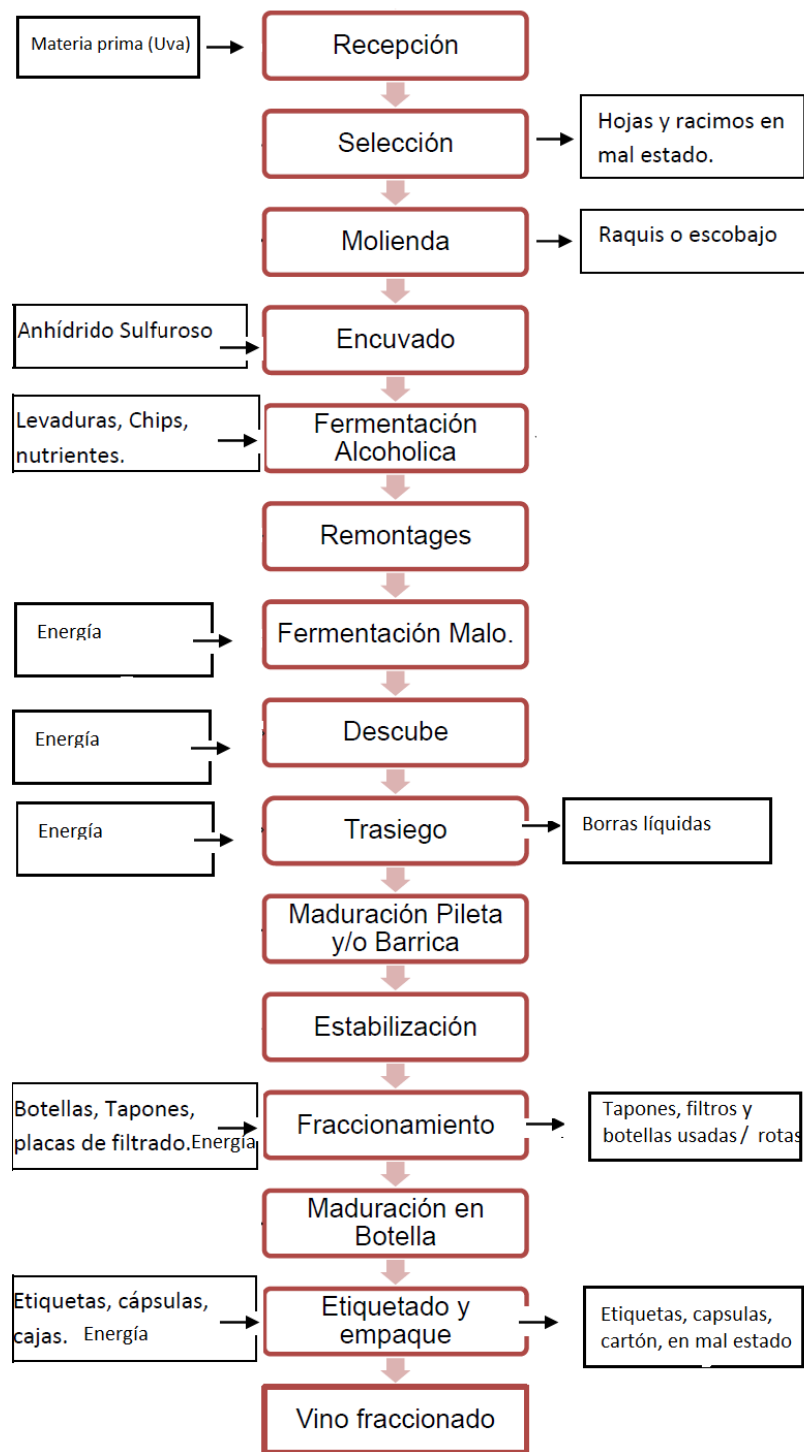 Materia prima (Uva)
Recepción
Selección
Hojas y racimos en
mal estado.
Molienda
Raquis o escobajo
Anhídrido Sulfuroso
Encuvado
Levaduras, Chips,
nutrientes.
Fermentación
Alcoholica
Remontages
Energía
Fermentación Malo.
Energía
Descube
Energía
Trasiego
Borras líquidas
Maduración Pileta
y/o Barrica
Estabilización
Botellas, Tapones,
placas de filtrado. Energía
Fraccionamiento
Tapones, filtros y
botellas usadas/ rotas
Maduración en
Botella
Etiquetas, cápsulas,
cajas. Energía
Etiquetado y
empaque
Etiquetas, capsulas,
cartón, en mal estado
Vino fraccionado